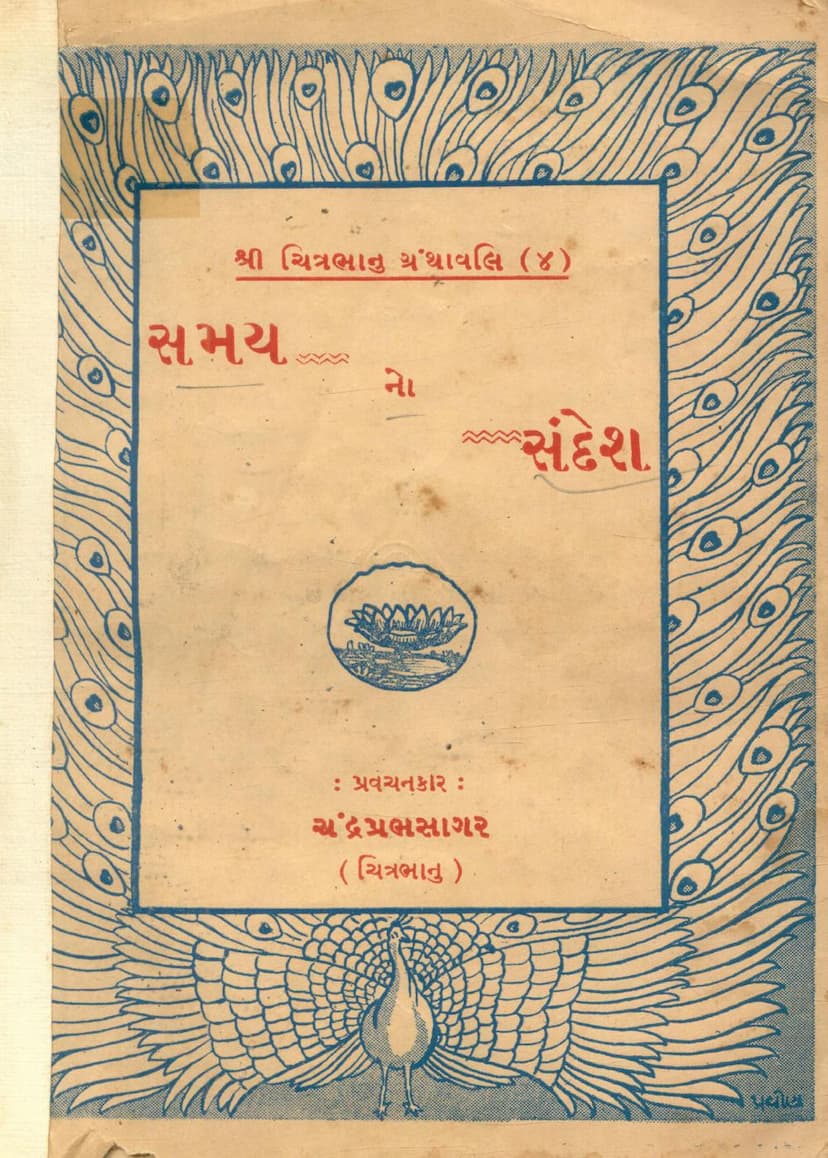 શ્રી ચિત્રભાનુ ગ્રંથાવલિ (૪)
સમય
નો
સંદેશ
: પ્રવચનકાર :
ચંદ્રપ્રભસાગર
( ચિત્રભાનુ )